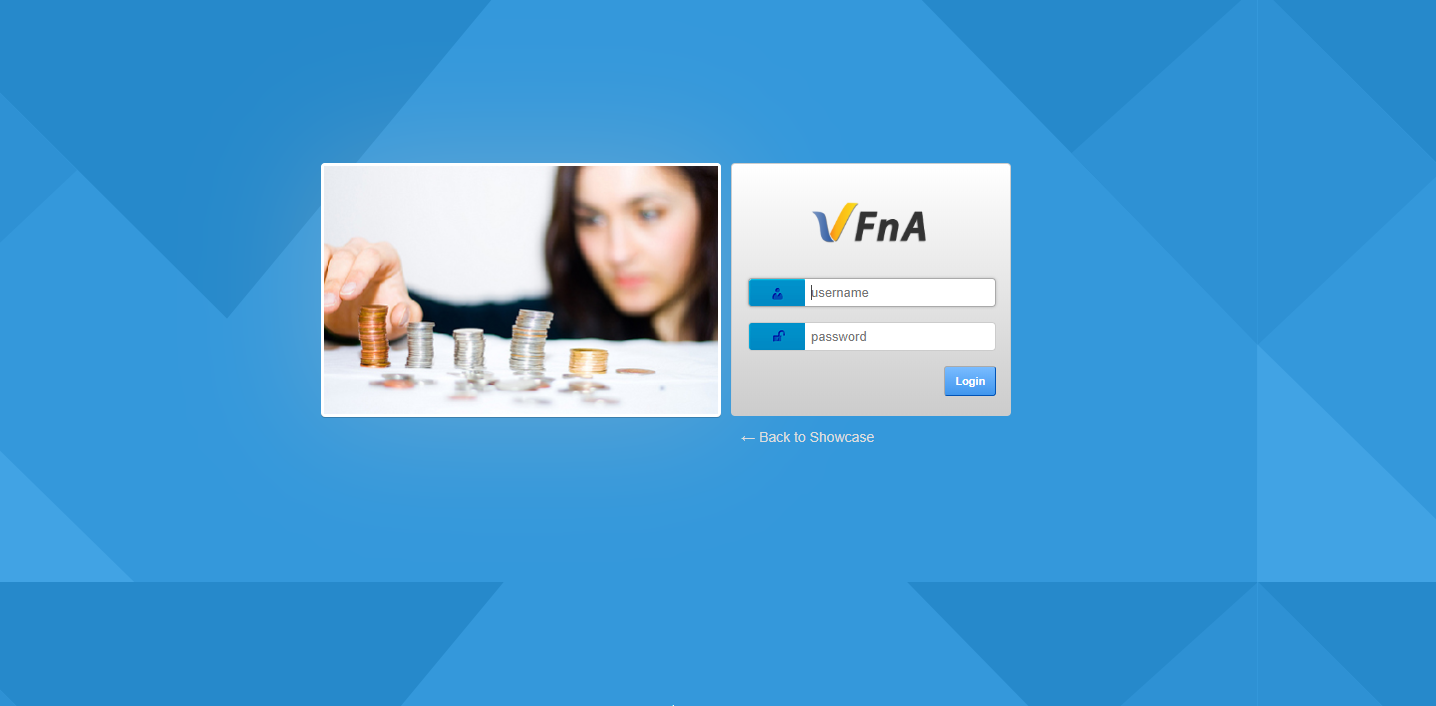 FnA
username
password
Login
← Back to Showcase